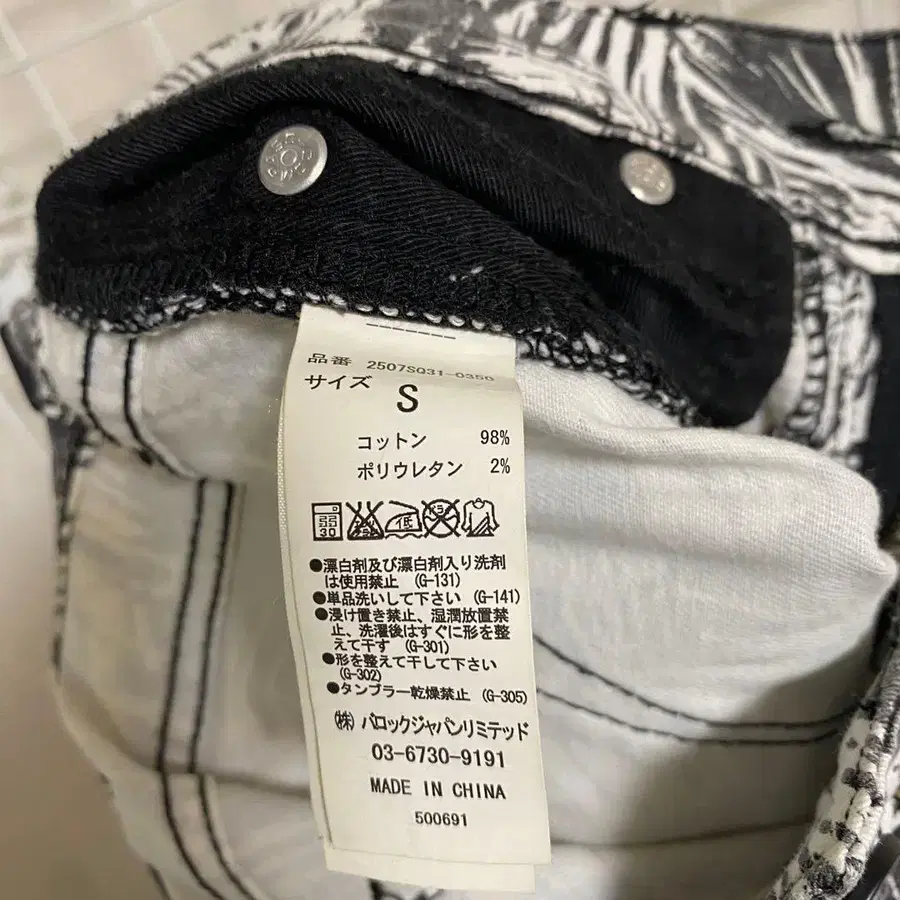 品番 2507SQ31-0350
サイズ S
コットン 98%
ポリウレタン 2%
30
低
●漂白剤及び漂白剤入り洗剤
は使用禁止 (G-131)
●単品洗いして下さい (G-141)
●浸け置き禁止、湿潤放置禁
止、洗濯後はすぐに形を整
えて干す (G-301)
●形を整えて干して下さい
(G-302)
●タンブラー乾燥禁止 (G-305)
㈱バロックジャパンリミテッド
03-6730-9191
MADE IN CHINA
500691